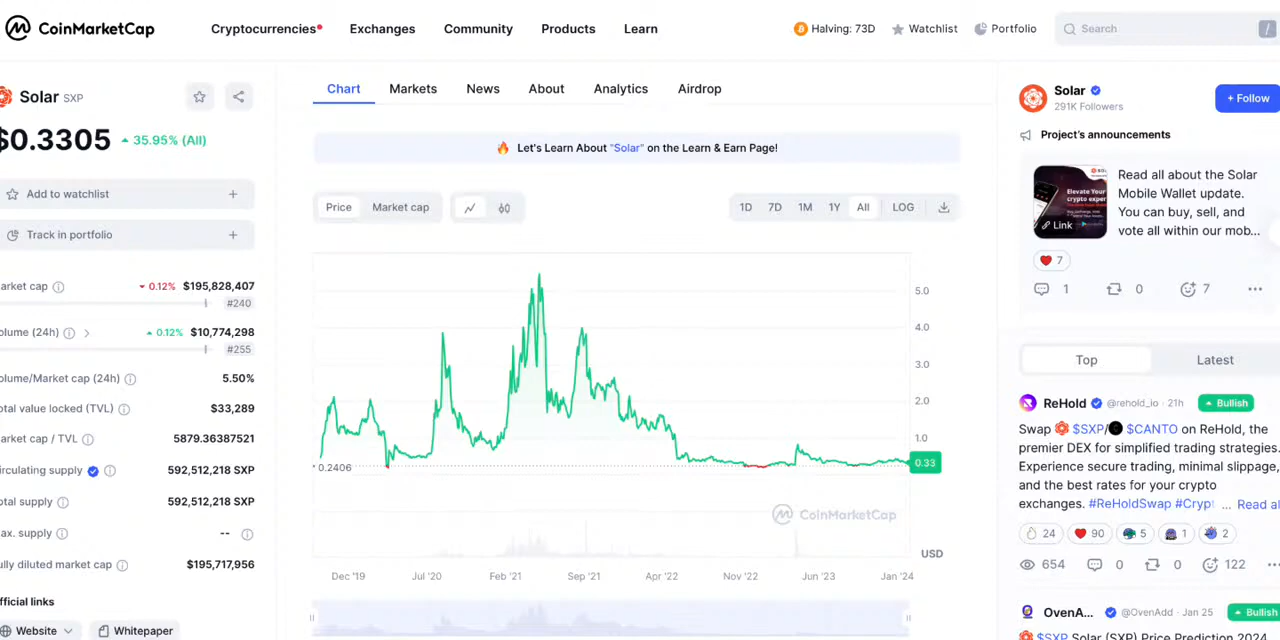 CoinMarketCap
Cryptocurrencies Exchanges Community Products Learn
Halving: 73D Watchlist Portfolio Search /
Solar SXP
$0.3305 35.95% (All)
Add to watchlist +
Track in portfolio +
arket cap 0.12% $195,828,407
#240
olume (24h) 0.12% $10,774,298
#255
olume/Market cap (24h) 5.50%
otal value locked (TVL) $33,289
arket cap / TVL 5879.36387521
irculating supply 592,512,218 SXP
otal supply 592,512,218 SXP
ax. supply --
ully diluted market cap $195,717,956
fficial links
Website Whitepaper
Chart Markets News About Analytics Airdrop
Let's Learn About "Solar" on the Learn & Earn Page!
Price Market cap
1D 7D 1M 1Y All LOG
5.0
4.0
3.0
2.0
1.0
0.2406
0.33
CoinMarketCap
USD
Dec '19 Jul '20 Feb '21 Sep '21 Apr '22 Nov '22 Jun '23 Jan '24
Solar
291K Followers
+ Follow
Project's announcements
Elevate Your
crypto exper
Link
Read all about the Solar
Mobile Wallet update.
You can buy, sell, and
vote all within our mob...
7
1 0 7
Top Latest
ReHold @rehold_io · 21h Bullish
Swap $SXP/ $CANTO on ReHold, the
premier DEX for simplified trading strategies.
Experience secure trading, minimal slippage,
and the best rates for your crypto
exchanges. #ReHoldSwap #Crypt ... Read al
24 90 5 1 2
654 0 0 122
OvenA... @OvenAdd · Jan 25 Bullish
$SXP Solar (SXP) Price Prediction 2024